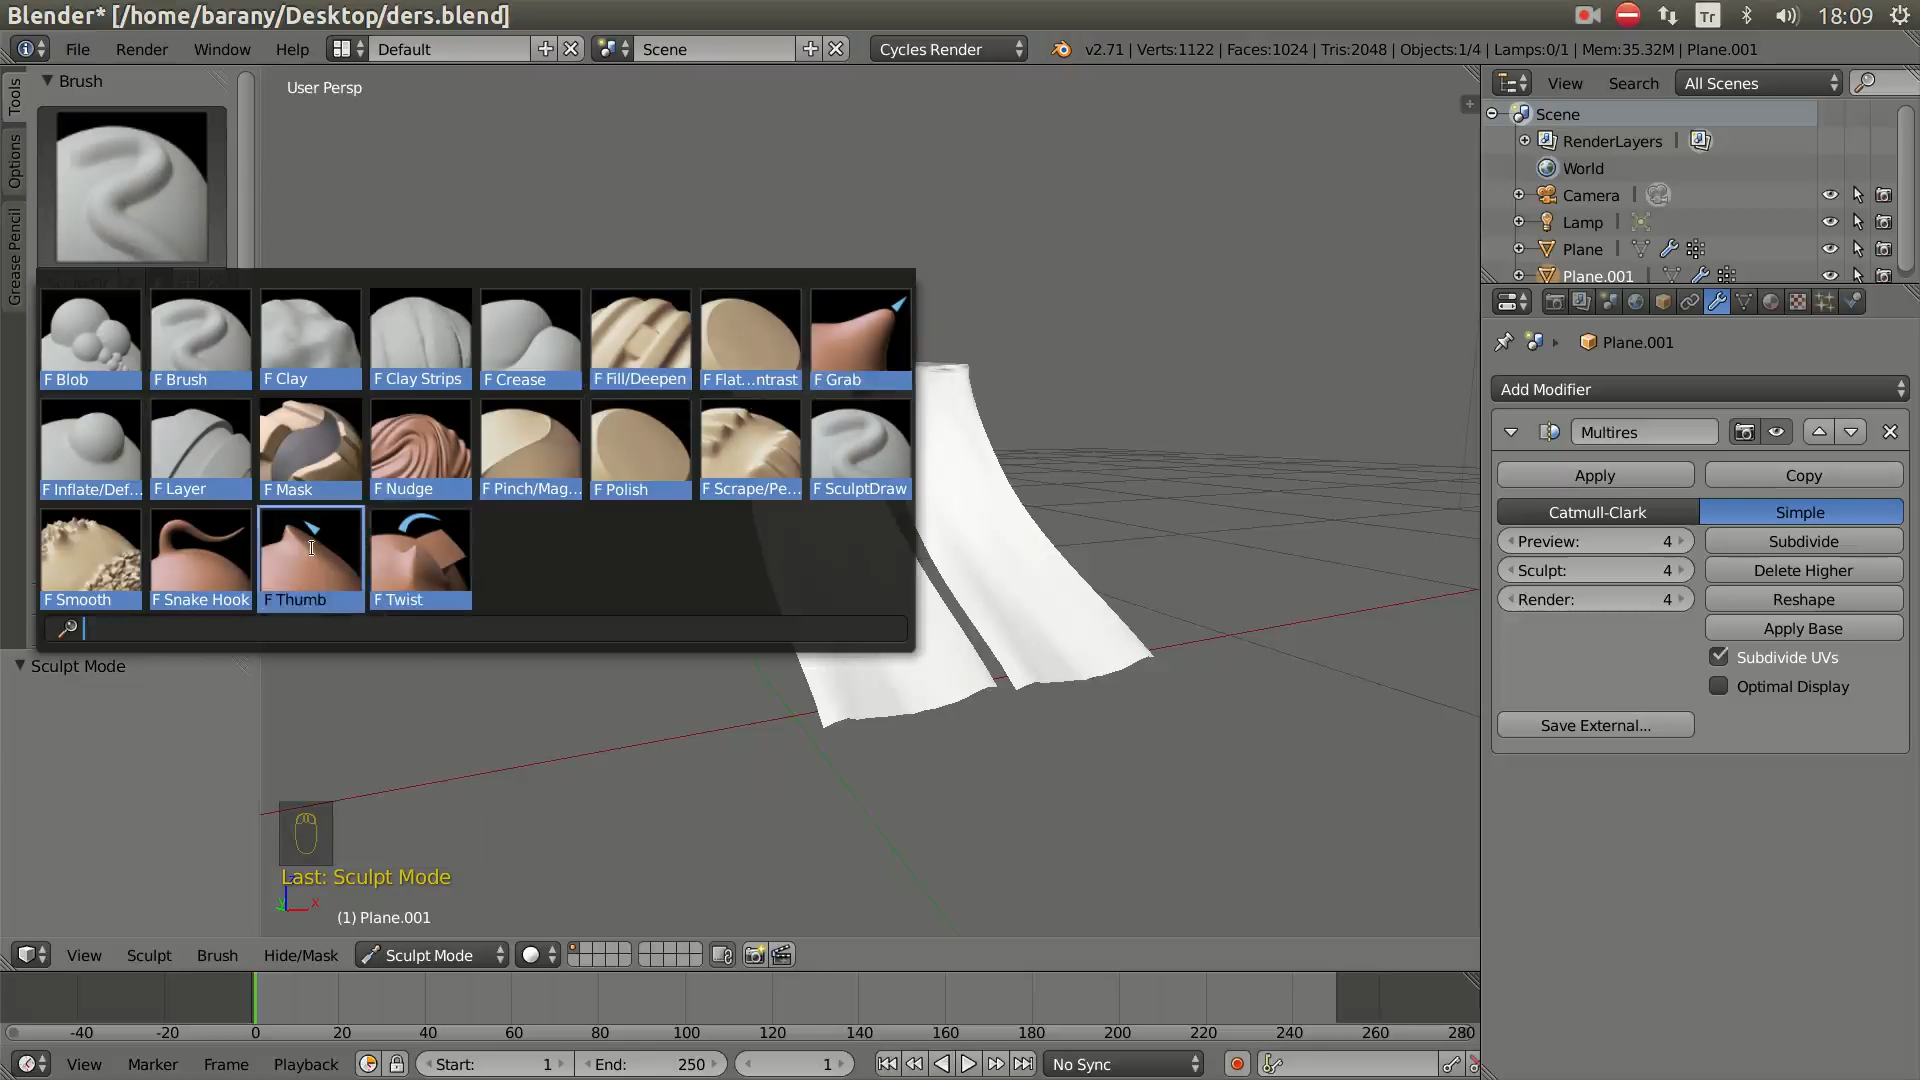 Blender* [/home/barany/Desktop/ders.blend]
Tr
18:09
File
Render
Window
Help
Default
Scene
Cycles Render
v2.71 | Verts:1122 | Faces:1024 | Tris:2048 | Objects:1/4 | Lamps:0/1 | Mem:35.32M | Plane.001
Tools
Options
Grease Pencil
Brush
User Persp
F Blob
F Brush
F Clay
F Clay Strips
F Crease
F Fill/Deepen
F Flat...ntrast
F Grab
F Inflate/Def...
F Layer
F Mask
F Nudge
F Pinch/Mag...
F Polish
F Scrape/Pe...
F SculptDraw
F Smooth
F Snake Hook
F Thumb
F Twist
Sculpt Mode
Last: Sculpt Mode
x
(1) Plane.001
View
Sculpt
Brush
Hide/Mask
Sculpt Mode
-40
-20
0
20
40
60
80
100
120
140
160
180
200
220
240
260
280
View
Marker
Frame
Playback
Start: 1
End: 250
1
No Sync
View
Search
All Scenes
Scene
RenderLayers
World
Camera
Lamp
Plane
Plane.001
Plane.001
Add Modifier
Multires
Apply
Copy
Catmull-Clark
Simple
Preview: 4
Subdivide
Sculpt: 4
Delete Higher
Render: 4
Reshape
Apply Base
Subdivide UVs
Optimal Display
Save External...